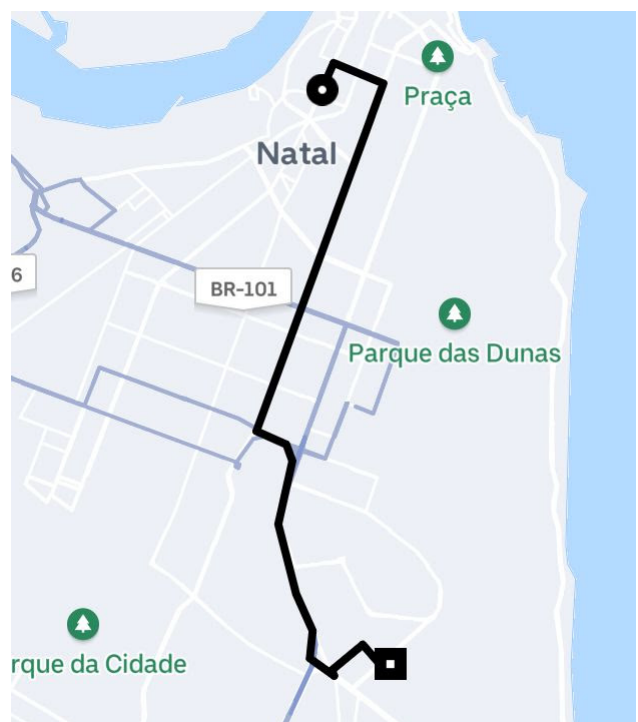 Praça
Natal
6
BR-101
Parque das Dunas
rque da Cidade